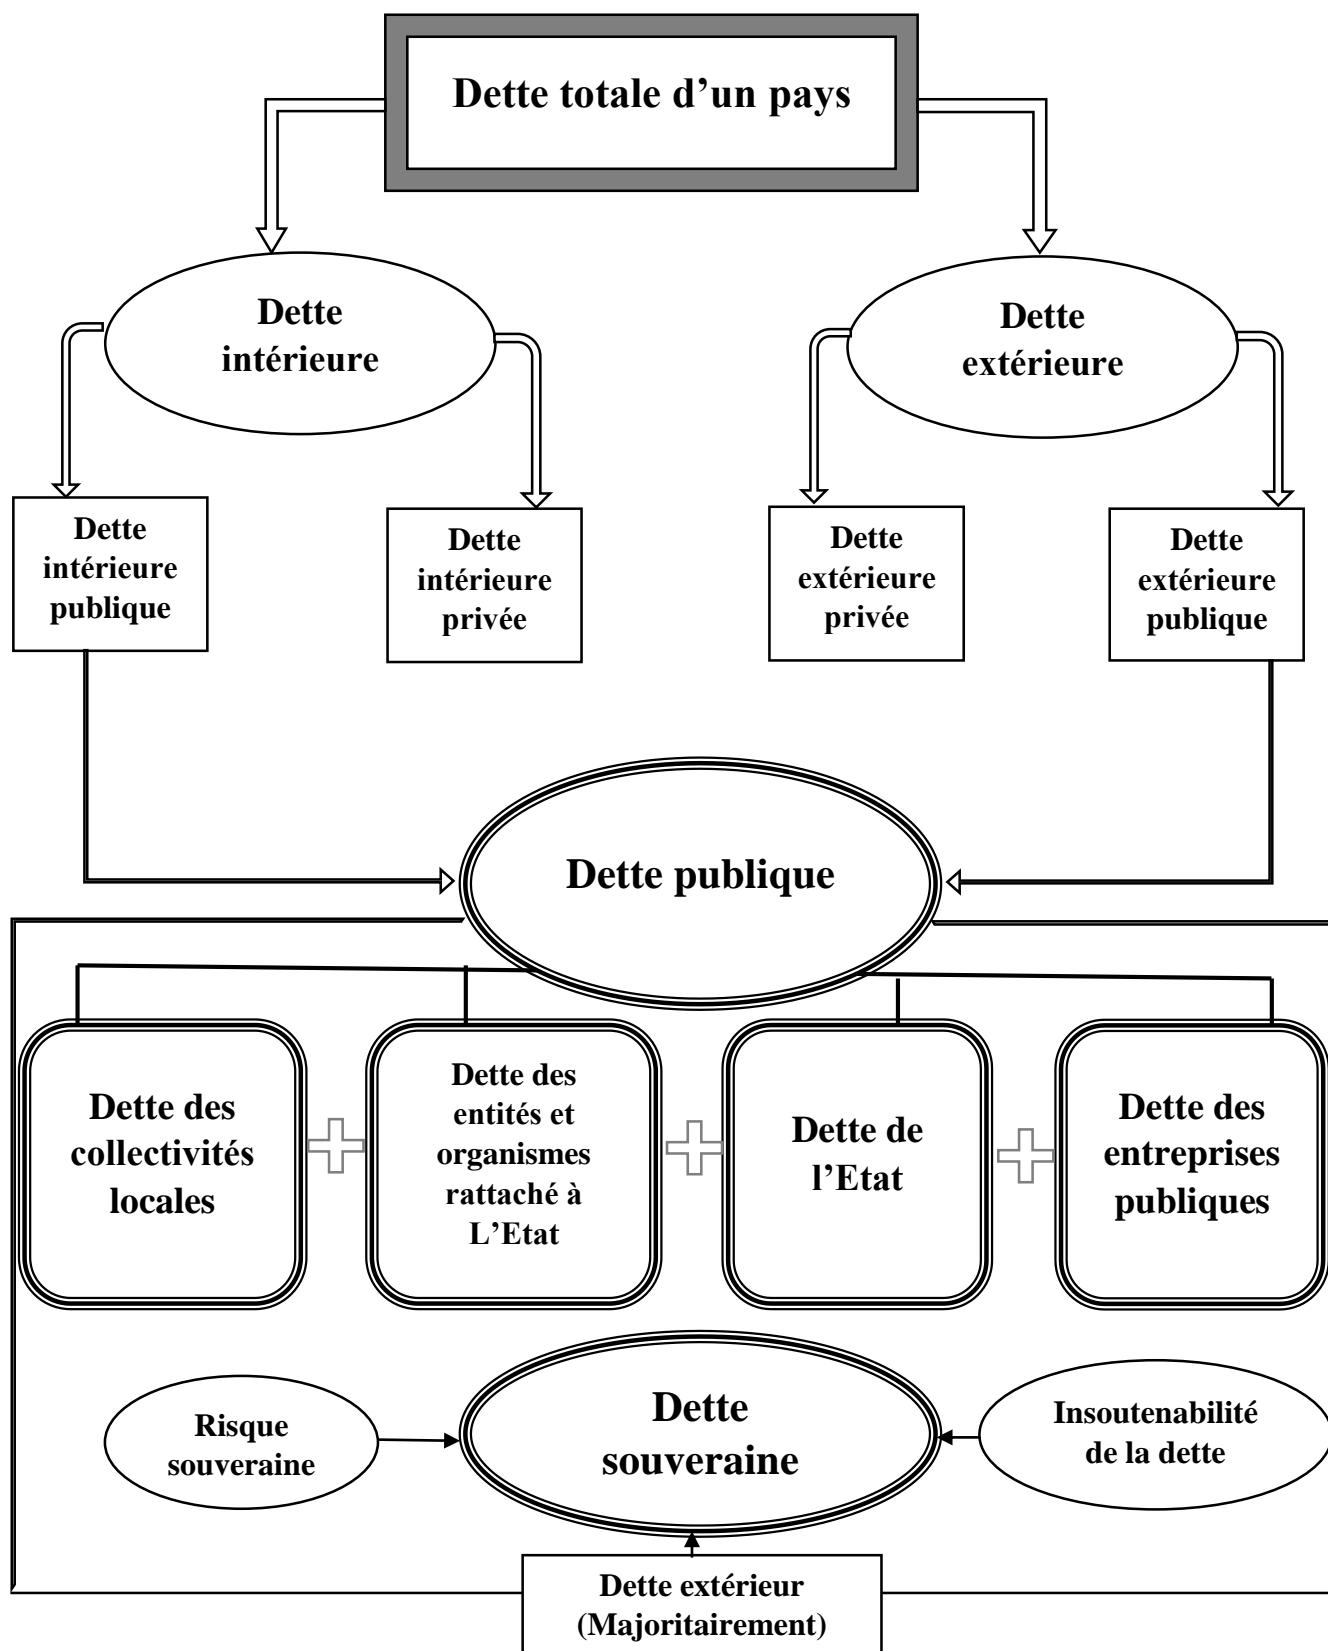 Dette totale d’un pays
Dette
intérieure
Dette
extérieure
Dette
intérieure
publique
Dette
intérieure
privée
Dette
extérieure
privée
Dette
extérieure
publique
Dette publique
Dette des
collectivités
locales
Dette des
entités et
organismes
rattaché à
L’Etat
Dette de
l’Etat
Dette des
entreprises
publiques
Risque
souveraine
Dette
souveraine
Insoutenabilité
de la dette
Dette extérieur
(Majoritairement)